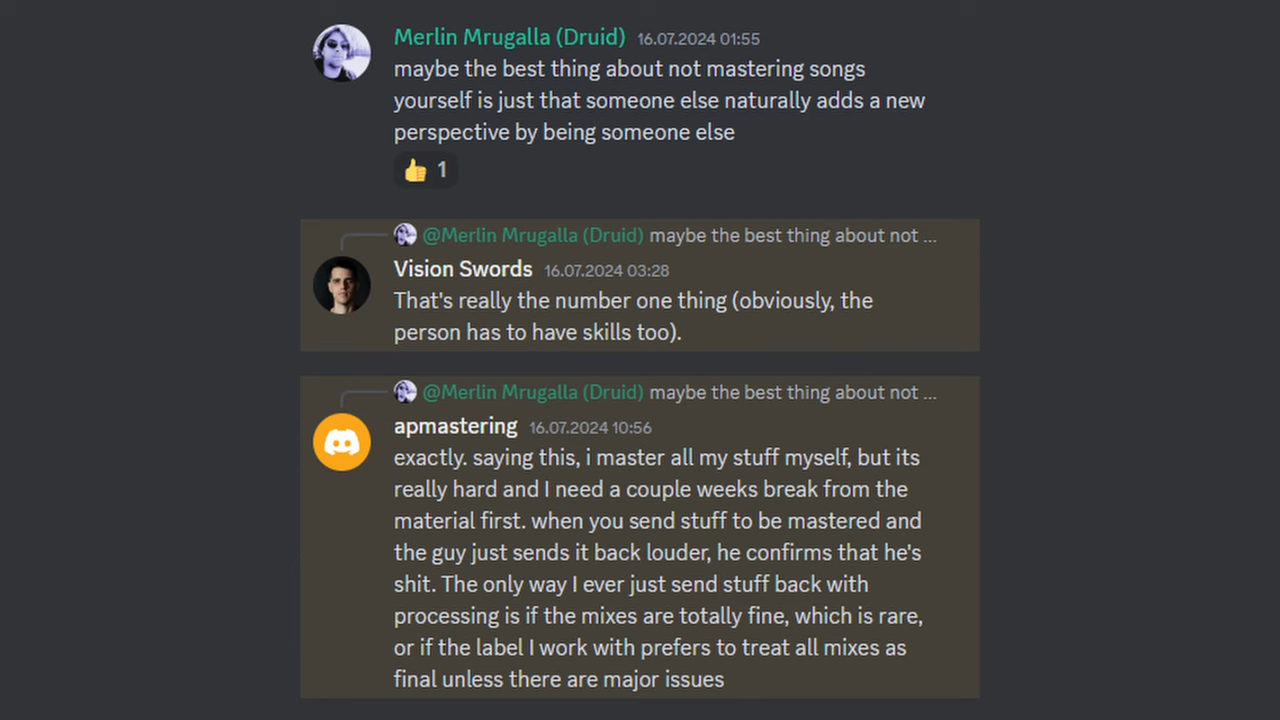 Merlin Mrugalla (Druid) 16.07.2024 01:55
maybe the best thing about not mastering songs
yourself is just that someone else naturally adds a new
perspective by being someone else
👍 1
@Merlin Mrugalla (Druid) maybe the best thing about not ...
Vision Swords 16.07.2024 03:28
That's really the number one thing (obviously, the
person has to have skills too).
@Merlin Mrugalla (Druid) maybe the best thing about not ...
apmastering 16.07.2024 10:56
exactly. saying this, i master all my stuff myself, but its
really hard and I need a couple weeks break from the
material first. when you send stuff to be mastered and
the guy just sends it back louder, he confirms that he's
shit. The only way I ever just send stuff back with
processing is if the mixes are totally fine, which is rare,
or if the label I work with prefers to treat all mixes as
final unless there are major issues